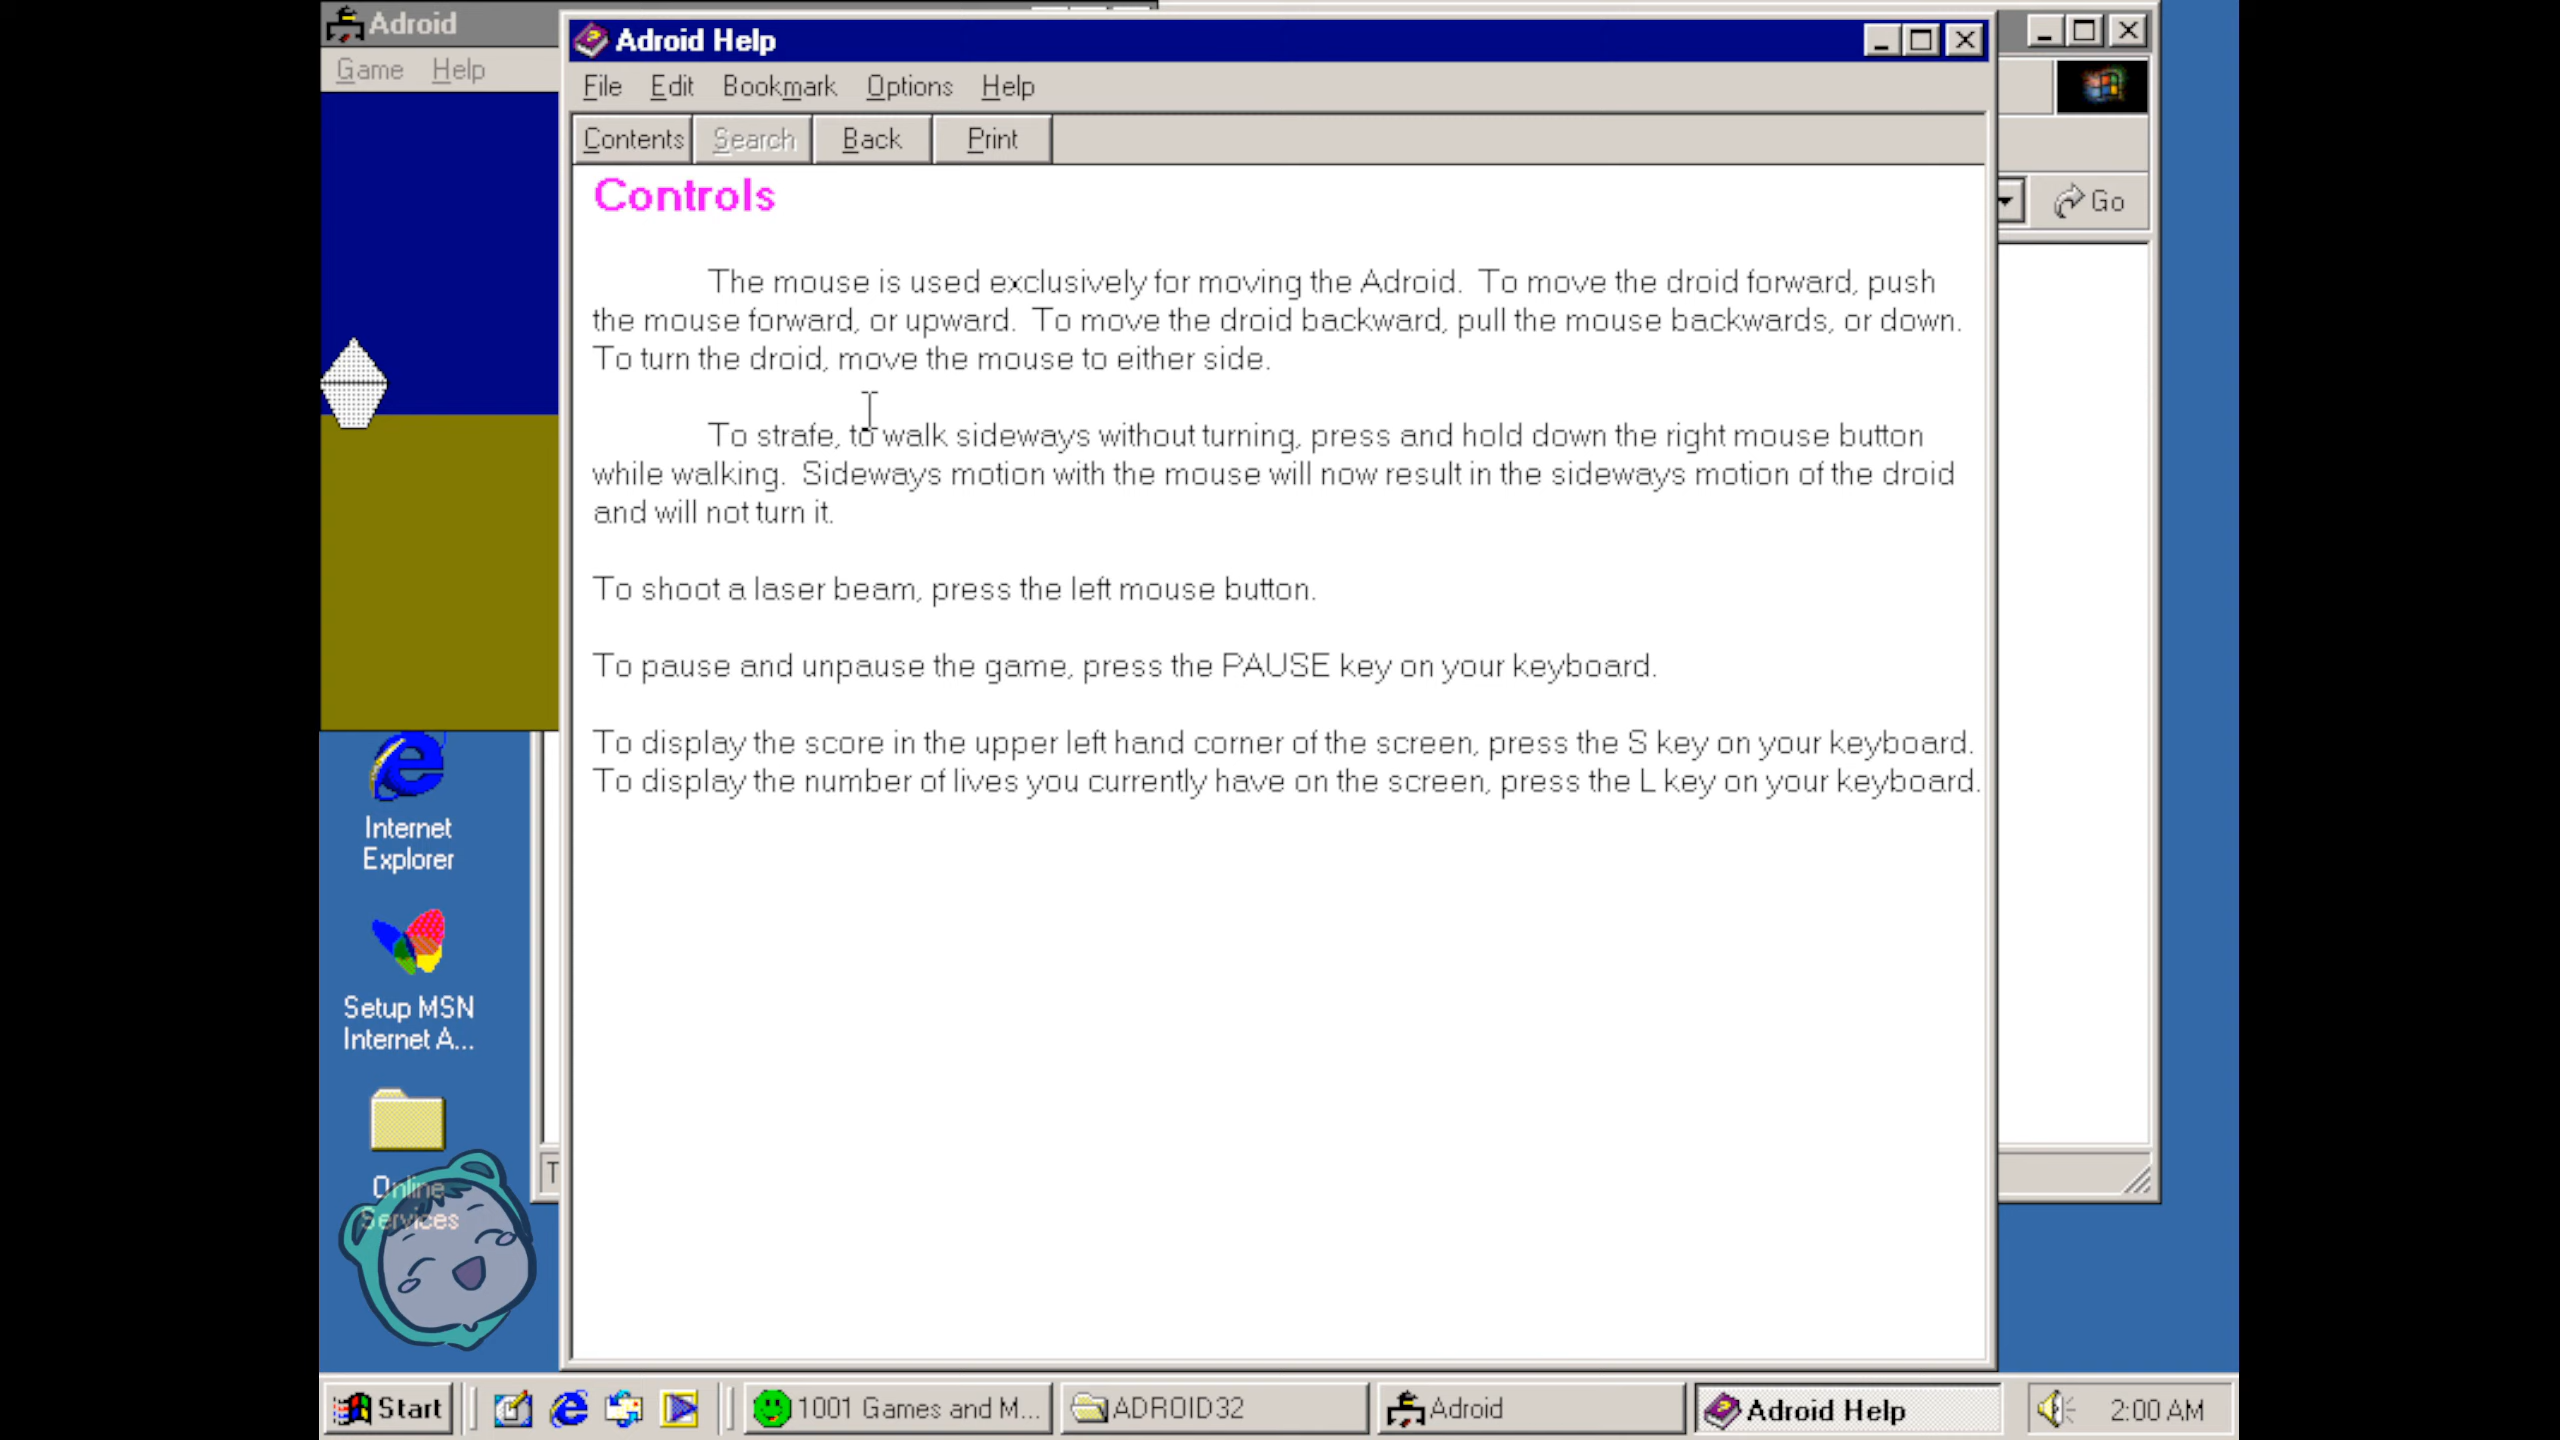 Adroid
Game Help
Adroid Help
File Edit Bookmark Options Help
Contents Search Back Print
Go
Controls
The mouse is used exclusively for moving the Adroid. To move the droid forward, push
the mouse forward, or upward. To move the droid backward, pull the mouse backwards, or down.
To turn the droid, move the mouse to either side.
To strafe, to walk sideways without turning, press and hold down the right mouse button
while walking. Sideways motion with the mouse will now result in the sideways motion of the droid
and will not turn it.
To shoot a laser beam, press the left mouse button.
To pause and unpause the game, press the PAUSE key on your keyboard.
To display the score in the upper left hand corner of the screen, press the S key on your keyboard.
To display the number of lives you currently have on the screen, press the L key on your keyboard.
Internet
Explorer
Setup MSN
Internet A...
Online
Services
T
Start 1001 Games and M... ADROID32 Adroid Adroid Help 2:00 AM